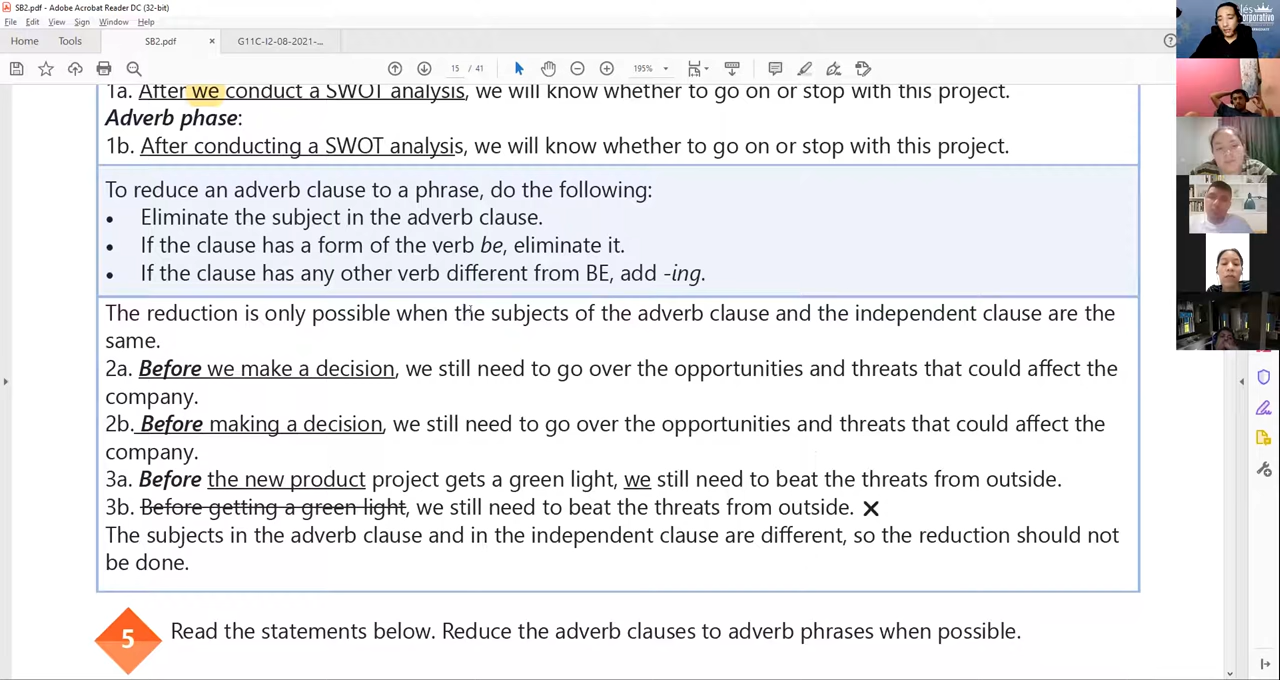 SB2.pdf - Adobe Acrobat Reader DC (32-bit)
File Edit View Sign Window Help
Home Tools SB2.pdf × G11C-I2-08-2021-...
15 / 41 195%
1a. After we conduct a SWOT analysis, we will know whether to go on or stop with this project.
Adverb phase:
1b. After conducting a SWOT analysis, we will know whether to go on or stop with this project.
To reduce an adverb clause to a phrase, do the following:
• Eliminate the subject in the adverb clause.
• If the clause has a form of the verb be, eliminate it.
• If the clause has any other verb different from BE, add -ing.
The reduction is only possible when the subjects of the adverb clause and the independent clause are the
same.
2a. Before we make a decision, we still need to go over the opportunities and threats that could affect the
company.
2b. Before making a decision, we still need to go over the opportunities and threats that could affect the
company.
3a. Before the new product project gets a green light, we still need to beat the threats from outside.
3b. Before getting a green light, we still need to beat the threats from outside. ✕
The subjects in the adverb clause and in the independent clause are different, so the reduction should not
be done.
5 Read the statements below. Reduce the adverb clauses to adverb phrases when possible.